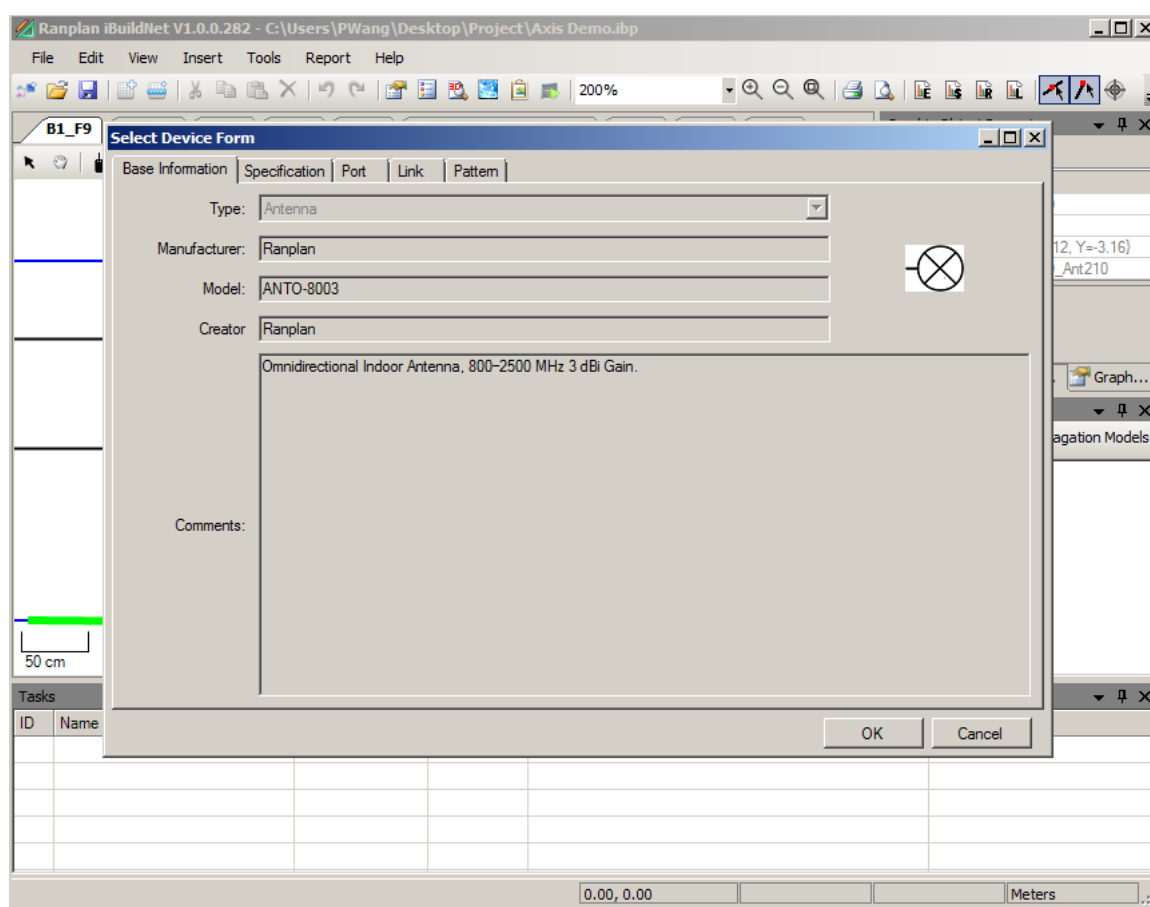 Ranplan iBuildNet V1.0.0.282 - C:\Users\PWang\Desktop\Project\Axis Demo.ibp
File Edit View Insert Tools Report Help
200%
B1_F9
Select Device Form
Base Information Specification Port Link Pattern
Type: Antenna
Manufacturer: Ranplan
12, Y=-3.16}
_Ant210
Model: ANTO-8003
Creator Ranplan
Omnidirectional Indoor Antenna, 800-2500 MHz 3 dBi Gain.
Graph...
agation Models
Comments:
50 cm
Tasks
ID Name
OK Cancel
0.00, 0.00 Meters